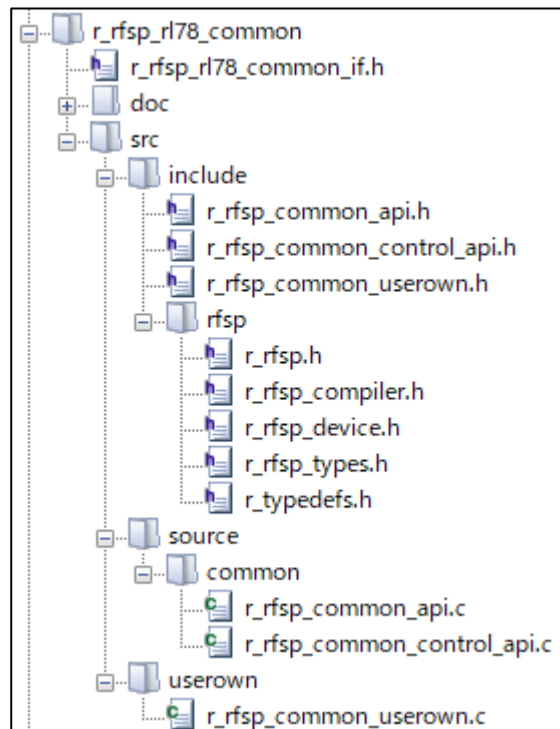 r_rfsp_rl78_common
r_rfsp_rl78_common_if.h
doc
src
include
r_rfsp_common_api.h
r_rfsp_common_control_api.h
r_rfsp_common_userown.h
rfsp
r_rfsp.h
r_rfsp_compiler.h
r_rfsp_device.h
r_rfsp_types.h
r_typedefs.h
source
common
r_rfsp_common_api.c
r_rfsp_common_control_api.c
userown
r_rfsp_common_userown.c